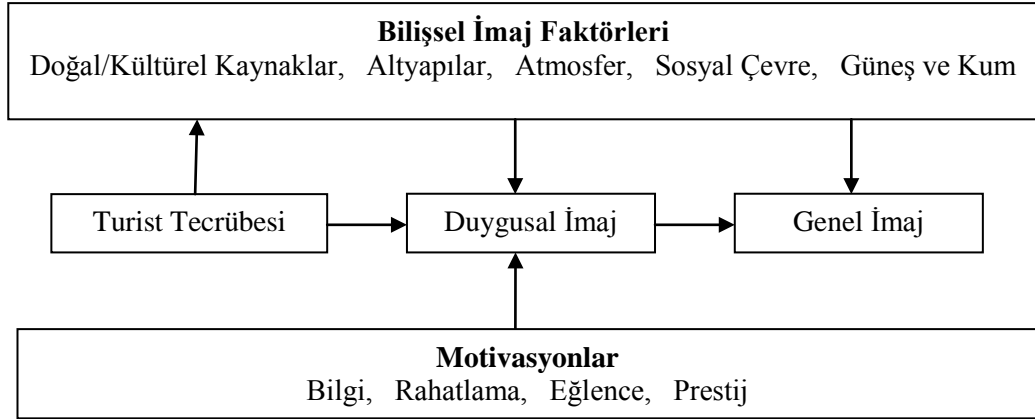 Bilişsel İmaj Faktörleri
Doğal/Kültürel Kaynaklar, Altyapılar, Atmosfer, Sosyal Çevre, Güneş ve Kum
Turist Tecrübesi
Duygusal İmaj
Genel İmaj
Motivasyonlar
Bilgi, Rahatlama, Eğlence, Prestij